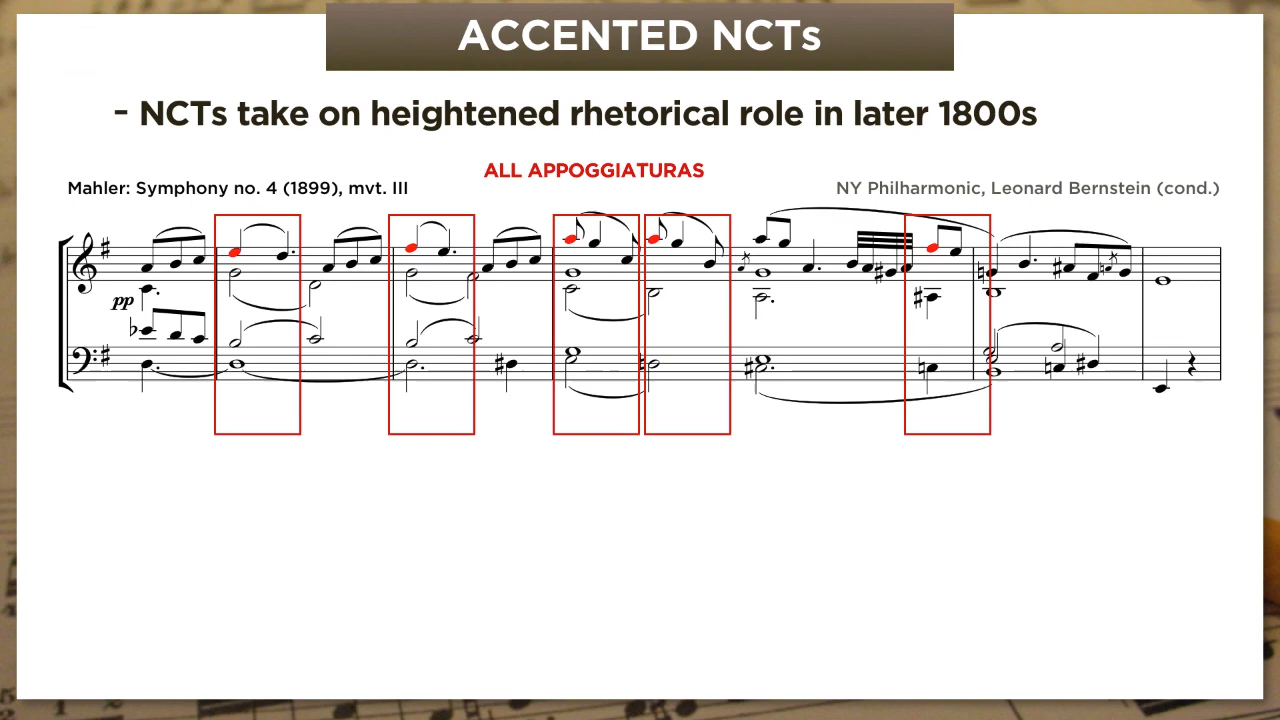 ACCENTED NCTs
- NCTs take on heightened rhetorical role in later 1800s
ALL APPOGGIATURAS
Mahler: Symphony no. 4 (1899), mvt. III
NY Philharmonic, Leonard Bernstein (cond.)
pp